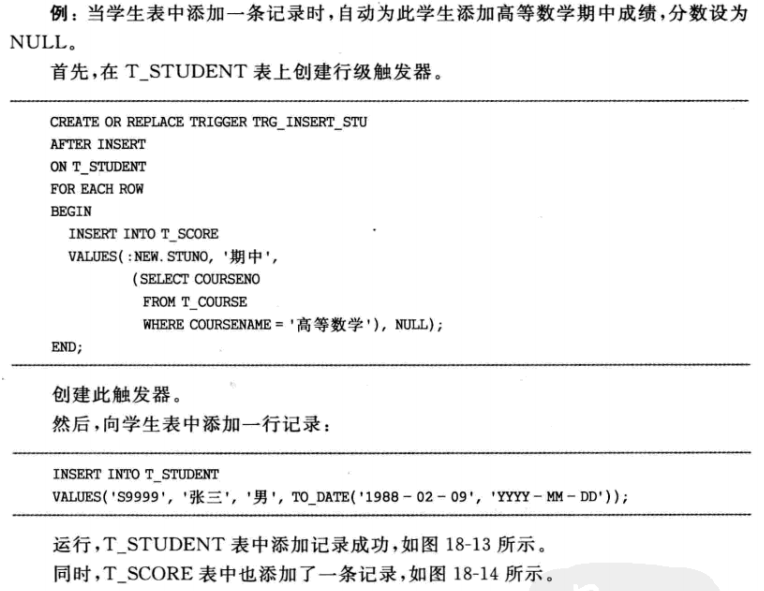 例：当学生表中添加一条记录时，自动为此学生添加高等数学期中成绩，分数设为
NULL。
首先，在 T_STUDENT 表上创建行级触发器。
CREATE OR REPLACE TRIGGER TRG_INSERT_STU
AFTER INSERT
ON T_STUDENT
FOR EACH ROW
BEGIN
INSERT INTO T_SCORE
VALUES(:NEW.STUNO, '期中',
(SELECT COURSENO
FROM T_COURSE
WHERE COURSENAME = '高等数学'), NULL);
END;
创建此触发器。
然后，向学生表中添加一行记录：
INSERT INTO T_STUDENT
VALUES('S9999', '张三', '男', TO_DATE('1988-02-09', 'YYYY-MM-DD'));
运行，T_STUDENT 表中添加记录成功，如图 18-13 所示。
同时，T_SCORE 表中也添加了一条记录，如图 18-14 所示。